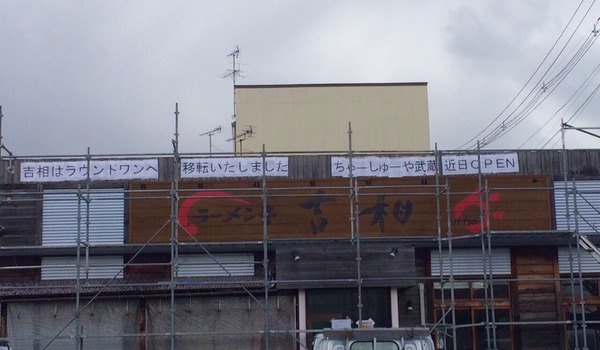 吉相はラウンドワンへ
移転いたしました
ちゅーしゅーや武蔵近日OPEN
ラーメン
吉相